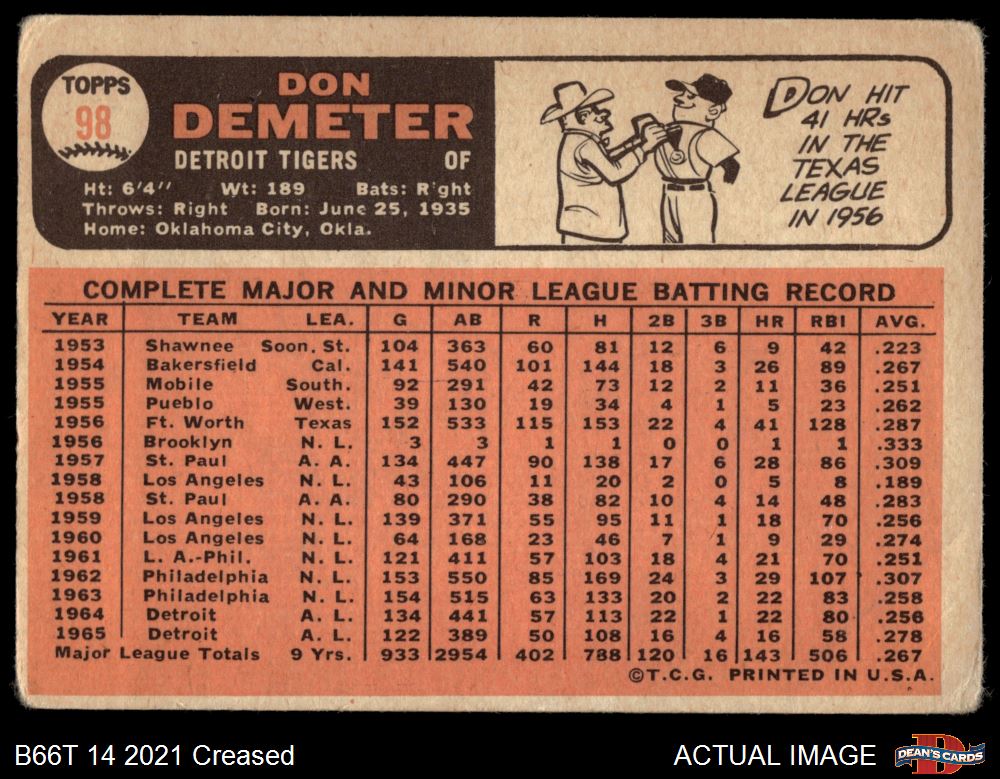 TOPPS
98
DON
DEMETER
DETROIT TIGERS OF
Ht: 6'4" Wt: 189 Bats: Right
Throws: Right Born: June 25, 1935
Home: Oklahoma City, Okla.
DON HIT
41 HRs
IN THE
TEXAS
LEAGUE
IN 1956
COMPLETE MAJOR AND MINOR LEAGUE BATTING RECORD
YEAR TEAM LEA. G AB R H 2B 3B HR RBI AVG.
1953 Shawnee Soon. St. 104 363 60 81 12 6 9 42 .223
1954 Bakersfield Cal. 141 540 101 144 18 3 26 89 .267
1955 Mobile South. 92 291 42 73 12 2 11 36 .251
1955 Pueblo West. 39 130 19 34 4 1 5 23 .262
1956 Ft. Worth Texas 152 533 115 153 22 4 41 128 .287
1956 Brooklyn N. L. 3 3 1 1 0 0 1 1 .333
1957 St. Paul A. A. 134 447 90 138 17 6 28 86 .309
1958 Los Angeles N. L. 43 106 11 20 2 0 5 8 .189
1958 St. Paul A. A. 80 290 38 82 10 4 14 48 .283
1959 Los Angeles N. L. 139 371 55 95 11 1 18 70 .256
1960 Los Angeles N. L. 64 168 23 46 7 1 9 29 .274
1961 L. A.-Phil. N. L. 121 411 57 103 18 4 21 70 .251
1962 Philadelphia N. L. 153 550 85 169 24 3 29 107 .307
1963 Philadelphia N. L. 154 515 63 133 20 2 22 83 .258
1964 Detroit A. L. 134 441 57 113 22 1 22 80 .256
1965 Detroit A. L. 122 389 50 108 16 4 16 58 .278
Major League Totals 9 Yrs. 933 2954 402 788 120 16 143 506 .267
©T.C.G. PRINTED IN U.S.A.
B66T 14 2021 Creased
ACTUAL IMAGE
DEAN'S CARDS